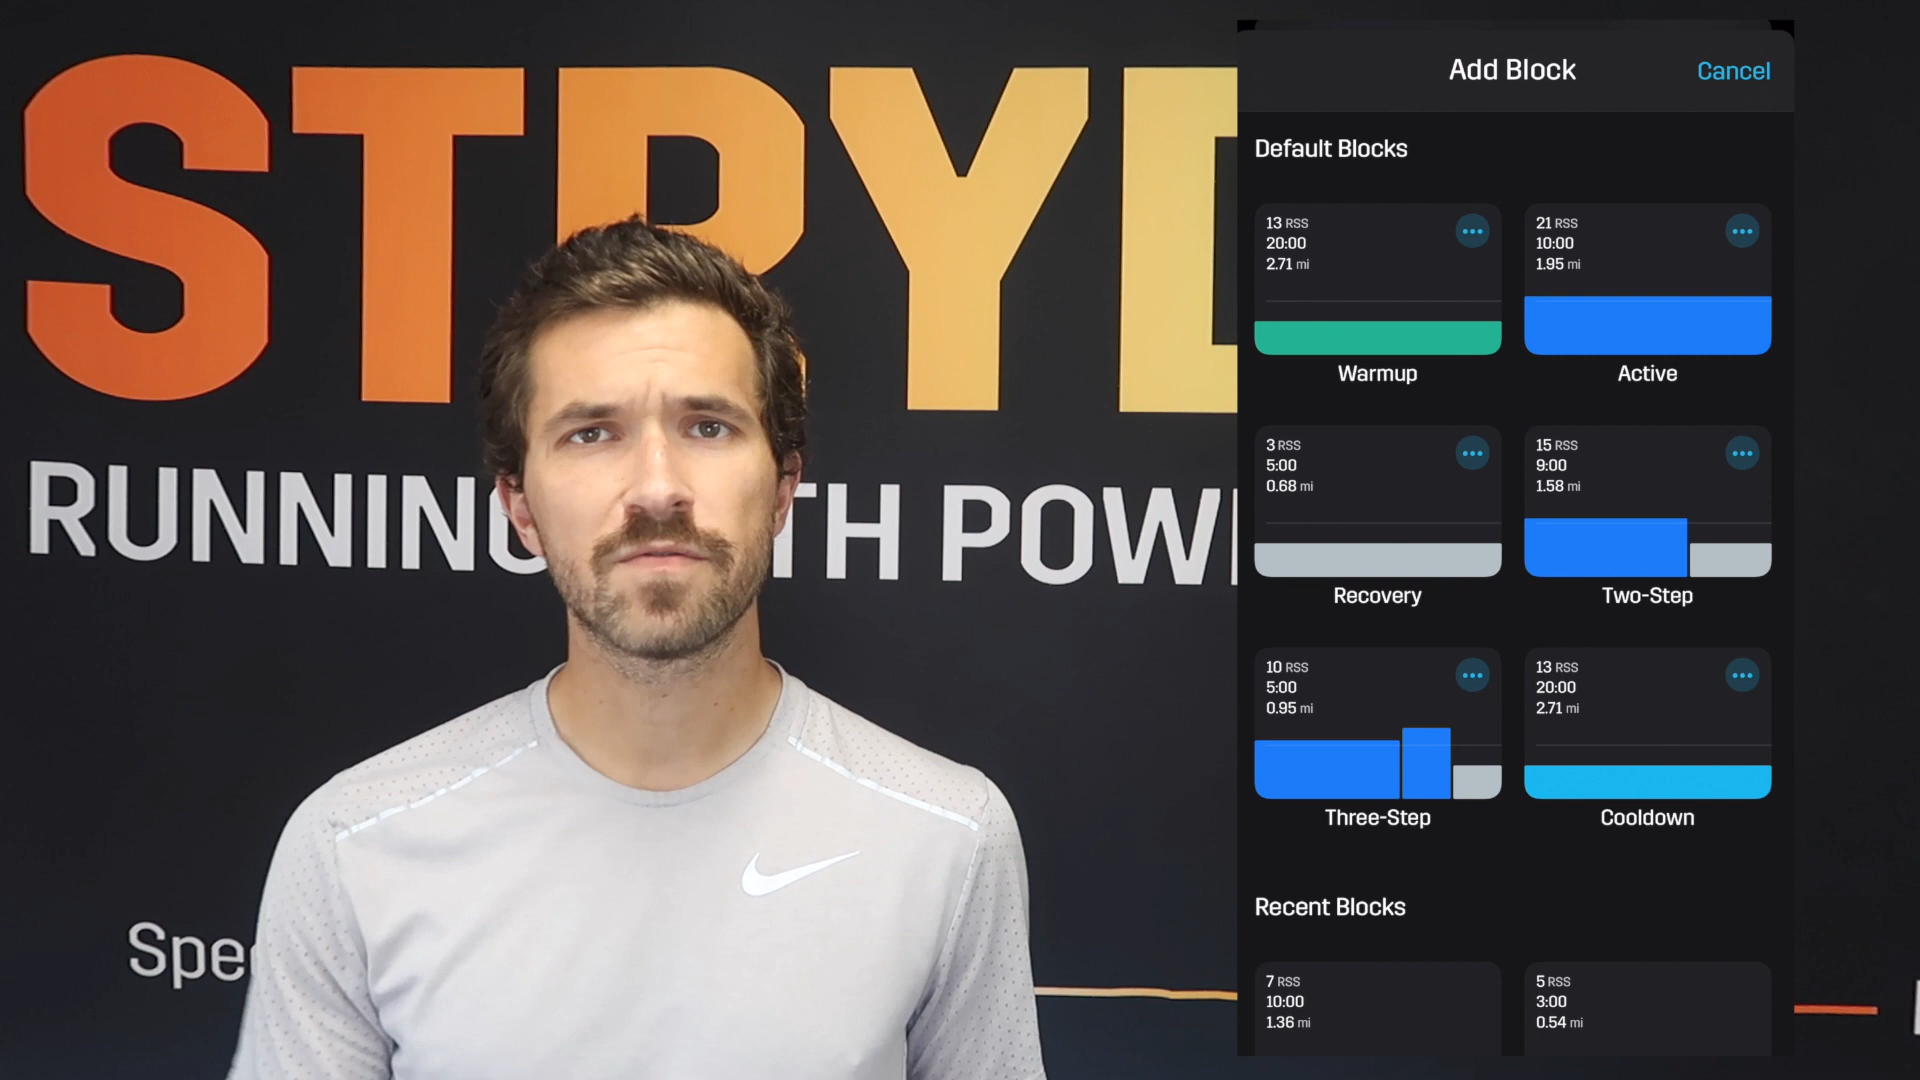 STRYD
RUNNING WITH POWE
Spe
Add Block
Cancel
Default Blocks
13 RSS
20:00
2.71 mi
Warmup
21 RSS
10:00
1.95 mi
Active
3 RSS
5:00
0.68 mi
Recovery
15 RSS
9:00
1.58 mi
Two-Step
10 RSS
5:00
0.95 mi
Three-Step
13 RSS
20:00
2.71 mi
Cooldown
Recent Blocks
7 RSS
10:00
1.36 mi
5 RSS
3:00
0.54 mi